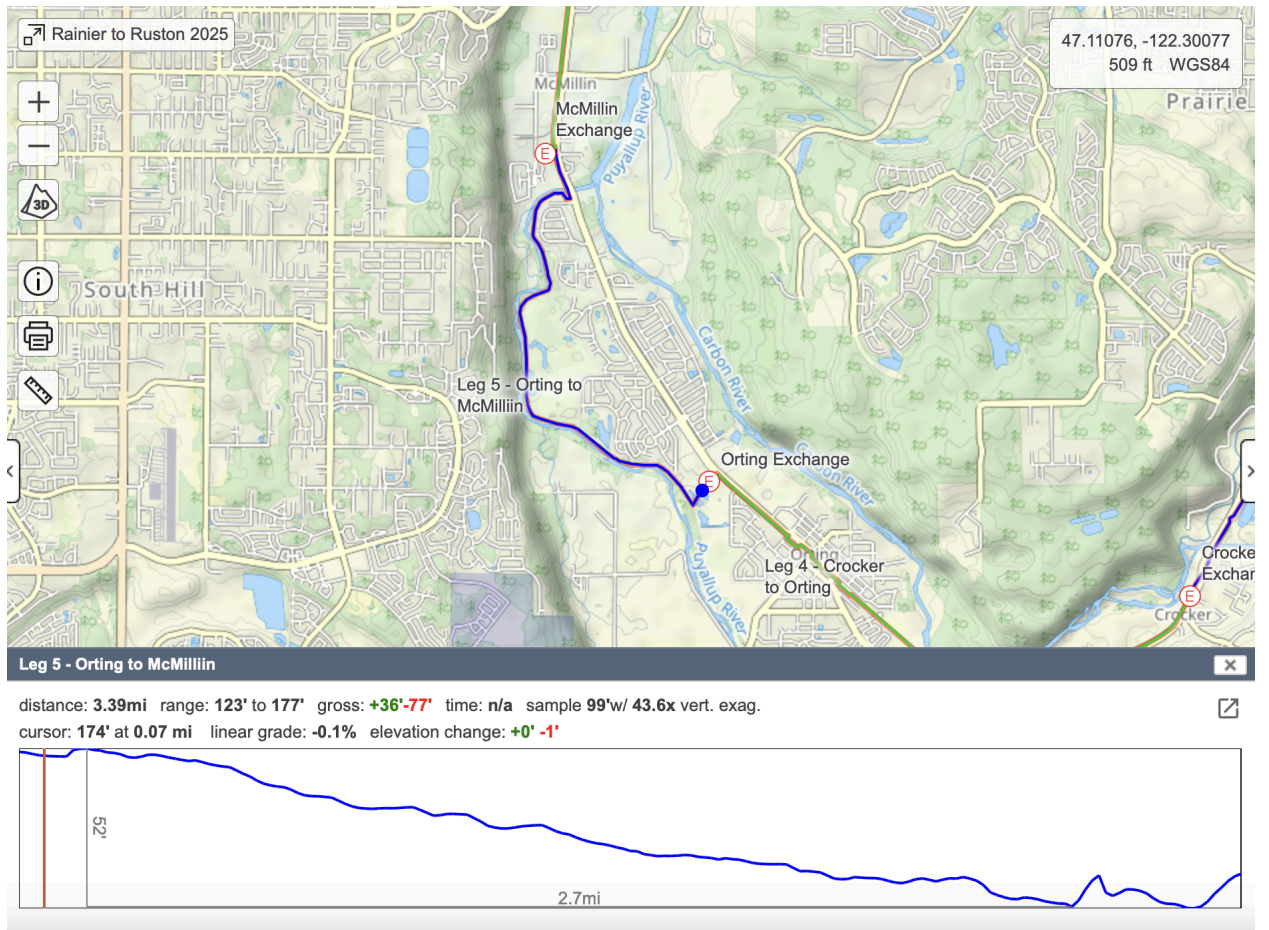 Rainier to Ruston 2025
47.11076, -122.30077
509 ft WGS84
McMillin
McMillin
Exchange
Puyallup River
Prairie
3D
E
South Hill
Carbon River
Leg 5 - Orting to
McMilliin
Orting Exchange
E
Carbon River
Orting
Leg 4 - Crocker
to Orting
Puyallup River
Crocke
Exchar
E
Crocker
Leg 5 - Orting to McMilliin
distance: 3.39mi range: 123' to 177' gross: +36'-77' time: n/a sample 99'w/ 43.6x vert. exag.
cursor: 174' at 0.07 mi linear grade: -0.1% elevation change: +0' -1'
52'
2.7mi